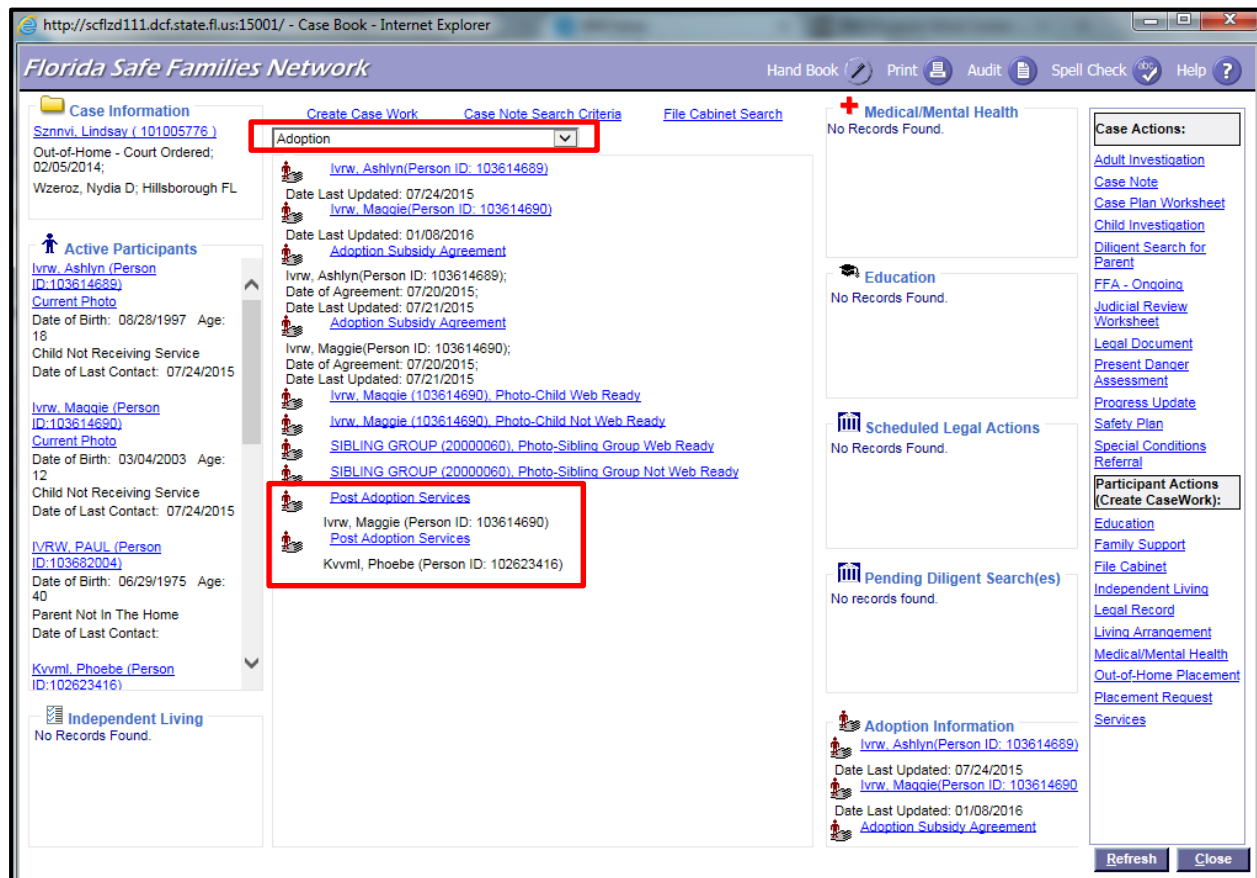 http://scflzd111.dcf.state.fl.us:15001/ - Case Book - Internet Explorer
Florida Safe Families Network
Hand Book
Print
Audit
Spell Check
abc
Help
?
Case Information
Sznnvi, Lindsay ( 101005776 )
Out-of-Home - Court Ordered;
02/05/2014;
Wzeroz, Nydia D; Hillsborough FL
Active Participants
Ivrw, Ashlyn (Person
ID:103614689)
Current Photo
Date of Birth: 08/28/1997 Age:
18
Child Not Receiving Service
Date of Last Contact: 07/24/2015
Ivrw, Maggie (Person
ID:103614690)
Current Photo
Date of Birth: 03/04/2003 Age:
12
Child Not Receiving Service
Date of Last Contact: 07/24/2015
IVRW, PAUL (Person
ID:103682004)
Date of Birth: 06/29/1975 Age:
40
Parent Not In The Home
Date of Last Contact:
Kvvml, Phoebe (Person
ID:102623416)
Independent Living
No Records Found.
Create Case Work
Case Note Search Criteria
File Cabinet Search
Adoption
Ivrw, Ashlyn(Person ID: 103614689)
Date Last Updated: 07/24/2015
Ivrw, Maggie(Person ID: 103614690)
Date Last Updated: 01/08/2016
Adoption Subsidy Agreement
Ivrw, Ashlyn(Person ID: 103614689);
Date of Agreement: 07/20/2015;
Date Last Updated: 07/21/2015
Adoption Subsidy Agreement
Ivrw, Maggie(Person ID: 103614690);
Date of Agreement: 07/20/2015;
Date Last Updated: 07/21/2015
Ivrw, Maggie (103614690), Photo-Child Web Ready
Ivrw, Maggie (103614690), Photo-Child Not Web Ready
SIBLING GROUP (20000060), Photo-Sibling Group Web Ready
SIBLING GROUP (20000060), Photo-Sibling Group Not Web Ready
Post Adoption Services
Ivrw, Maggie (Person ID: 103614690)
Post Adoption Services
Kvvml, Phoebe (Person ID: 102623416)
Medical/Mental Health
No Records Found.
Education
No Records Found.
Scheduled Legal Actions
No Records Found.
Pending Diligent Search(es)
No records found.
Adoption Information
Ivrw, Ashlyn(Person ID: 103614689)
Date Last Updated: 07/24/2015
Ivrw, Maggie(Person ID: 103614690
Date Last Updated: 01/08/2016
Adoption Subsidy Agreement
Case Actions:
Adult Investigation
Case Note
Case Plan Worksheet
Child Investigation
Diligent Search for
Parent
FFA - Ongoing
Judicial Review
Worksheet
Legal Document
Present Danger
Assessment
Progress Update
Safety Plan
Special Conditions
Referral
Participant Actions
(Create CaseWork):
Education
Family Support
File Cabinet
Independent Living
Legal Record
Living Arrangement
Medical/Mental Health
Out-of-Home Placement
Placement Request
Services
Refresh
Close